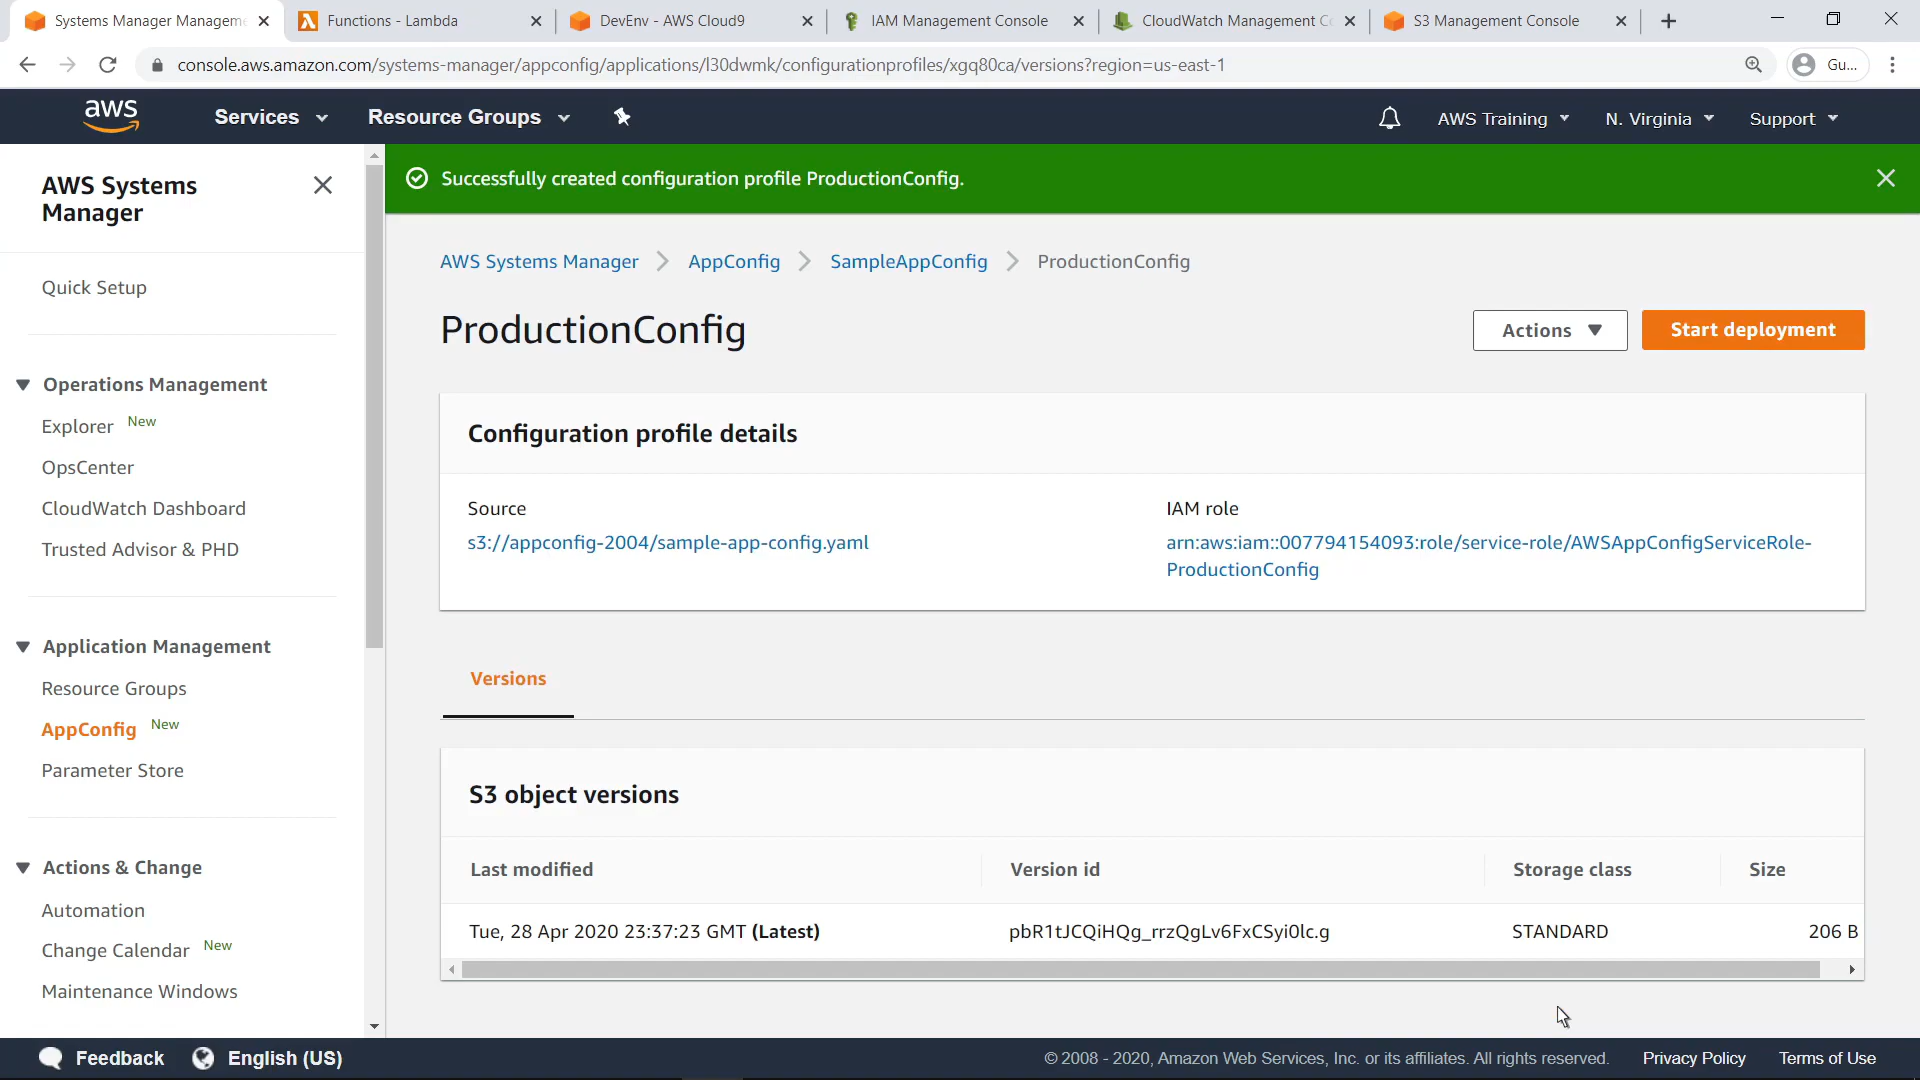 Systems Manager Manageme
Functions - Lambda
DevEnv - AWS Cloud9
IAM Management Console
CloudWatch Management Co
S3 Management Console
console.aws.amazon.com/systems-manager/appconfig/applications/l30dwmk/configurationprofiles/xgq80ca/versions?region=us-east-1
Gu...
aws
Services
Resource Groups
AWS Training
N. Virginia
Support
AWS Systems
Manager
Quick Setup
Operations Management
Explorer New
OpsCenter
CloudWatch Dashboard
Trusted Advisor & PHD
Application Management
Resource Groups
AppConfig New
Parameter Store
Actions & Change
Automation
Change Calendar New
Maintenance Windows
Successfully created configuration profile ProductionConfig.
AWS Systems Manager
AppConfig
SampleAppConfig
ProductionConfig
ProductionConfig
Actions
Start deployment
Configuration profile details
Source
s3://appconfig-2004/sample-app-config.yaml
IAM role
arn:aws:iam::007794154093:role/service-role/AWSAppConfigServiceRole-
ProductionConfig
Versions
S3 object versions
Last modified
Version id
Storage class
Size
Tue, 28 Apr 2020 23:37:23 GMT (Latest)
pbR1tJCQiHQg_rrzQgLv6FxCSyi0lc.g
STANDARD
206 B
Feedback
English (US)
© 2008 - 2020, Amazon Web Services, Inc. or its affiliates. All rights reserved.
Privacy Policy
Terms of Use